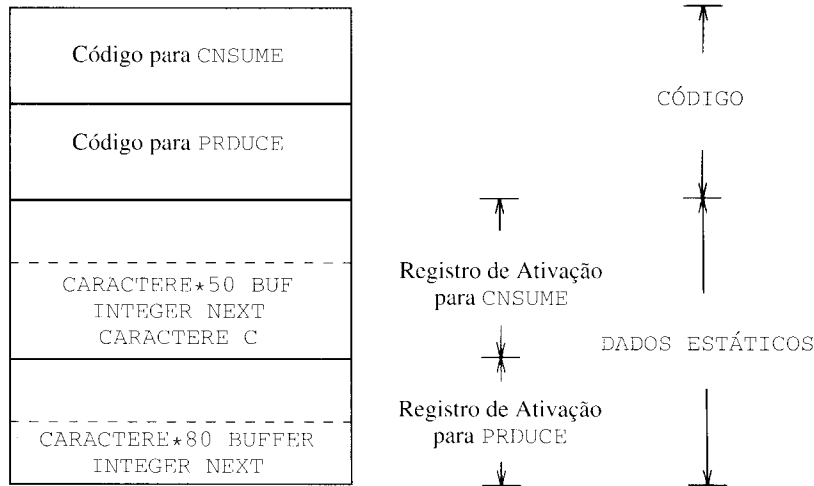 Código para CNSUME
Código para PRDUCE
CARACTERE*50 BUF
INTEGER NEXT
CARACTERE C
CARACTERE*80 BUFFER
INTEGER NEXT
Registro de Ativação
para CNSUME
Registro de Ativação
para PRDUCE
CÓDIGO
DADOS ESTÁTICOS